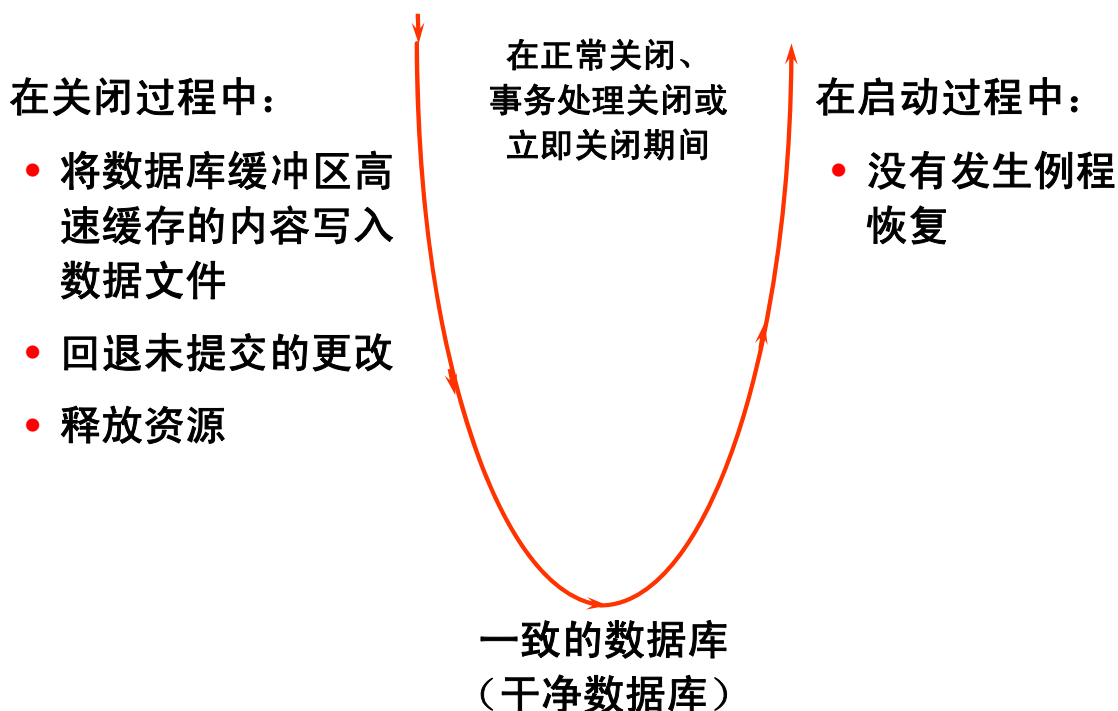 在关闭过程中：
• 将数据库缓冲区高
速缓存的内容写入
数据文件
• 回退未提交的更改
• 释放资源
在正常关闭、
事务处理关闭或
立即关闭期间
在启动过程中：
• 没有发生例程
恢复
一致的数据库
（干净数据库）